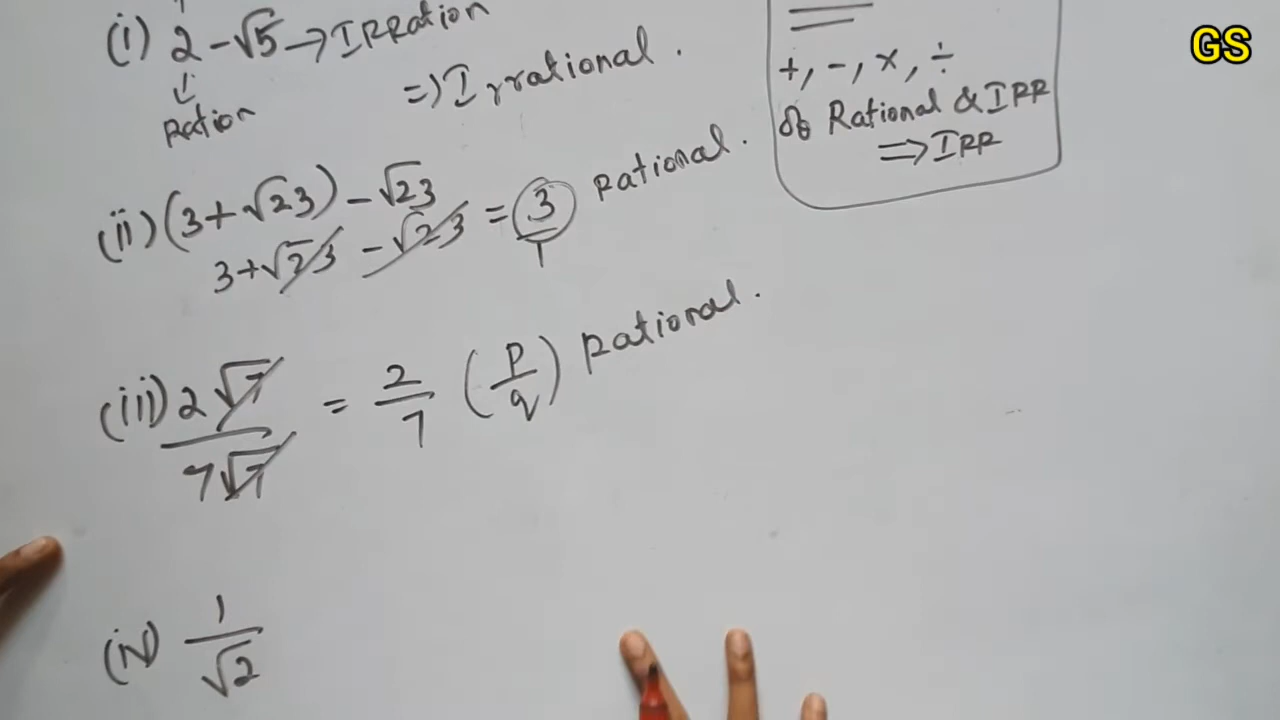 (i) 2 - √5 → IRRation
↓
Ration
⇒ Irrational.
(ii) (3 + √23) - √23
3 + √23 - √23 = 3/1 rational.
(iii) 2√7 / 7√7 = 2/7 (p/q) rational.
(iv) 1/√2
+, -, ×, ÷
of Rational & IRR
⇒ IRR
GS